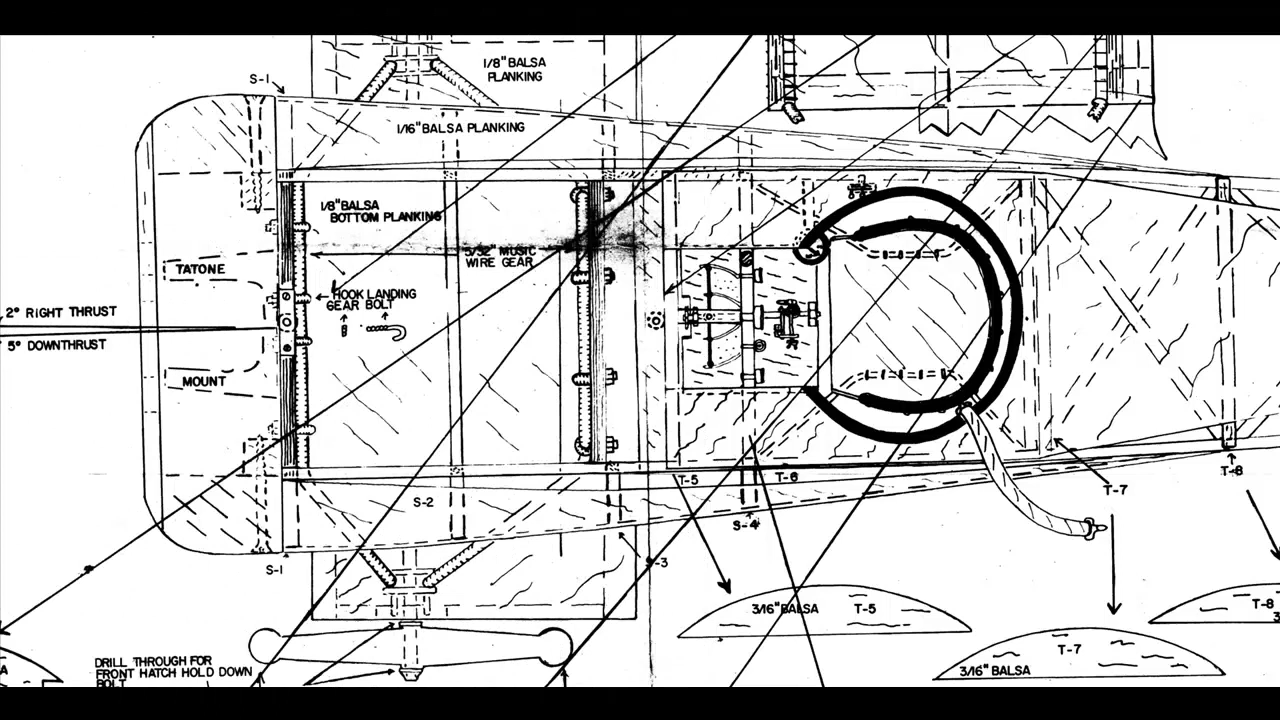 S-1
1/8" BALSA
PLANKING
1/16" BALSA PLANKING
1/8" BALSA
BOTTOM PLANKING
5/32" MUSIC
WIRE GEAR
TATONE
HOOK LANDING
GEAR BOLT
2° RIGHT THRUST
5° DOWNTHRUST
MOUNT
T-5
T-6
T-7
T-8
S-2
S-4
S-1
S-3
3/16" BALSA T-5
T-8
3
T-7
3/16" BALSA
A
DRILL THROUGH FOR
FRONT HATCH HOLD DOWN
BOLT